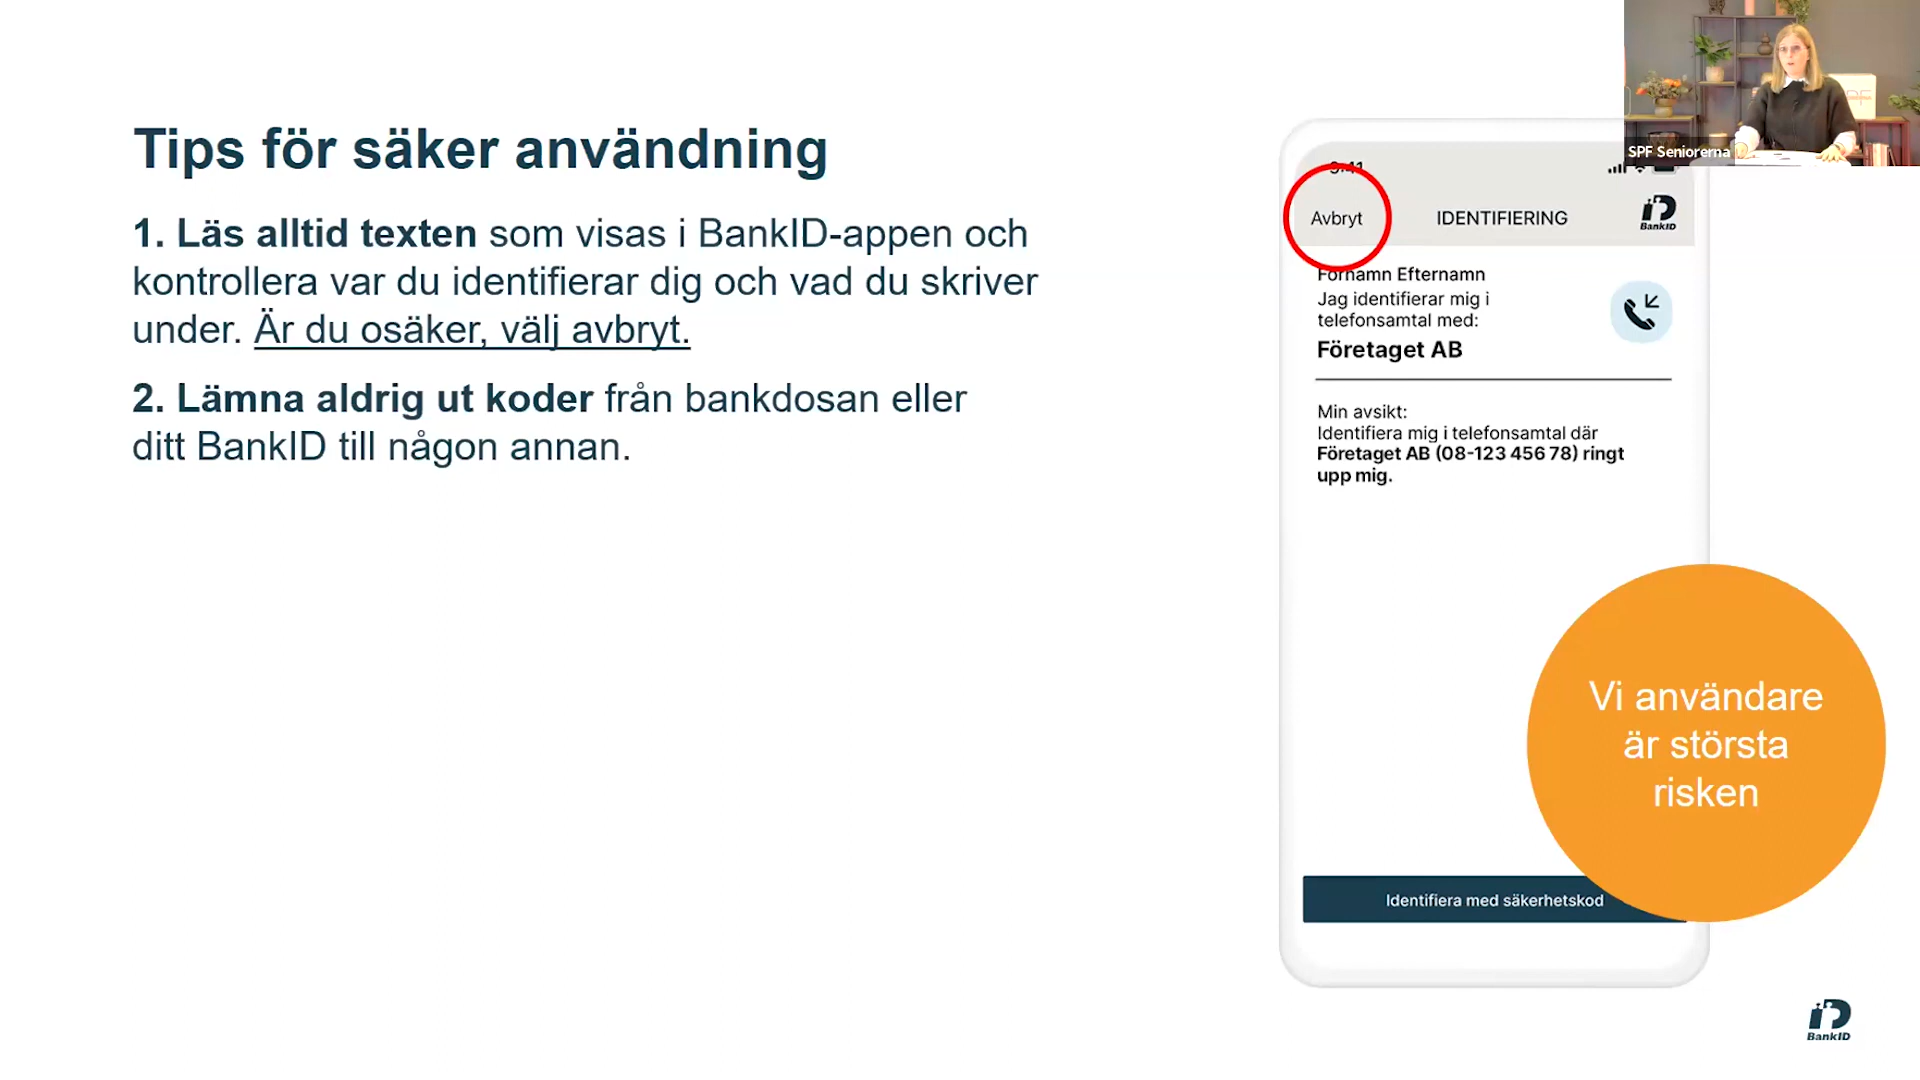 Tips för säker användning
1. Läs alltid texten som visas i BankID-appen och
kontrollera var du identifierar dig och vad du skriver
under. Är du osäker, välj avbryt.
2. Lämna aldrig ut koder från bankdosan eller
ditt BankID till någon annan.
SPF Seniorerna
9:41
Avbryt
IDENTIFIERING
BankID
Förnamn Efternamn
Jag identifierar mig i
telefonsamtal med:
Företaget AB
Min avsikt:
Identifiera mig i telefonsamtal där
Företaget AB (08-123 456 78) ringt
upp mig.
Vi användare
är största
risken
Identifiera med säkerhetskod
BankID